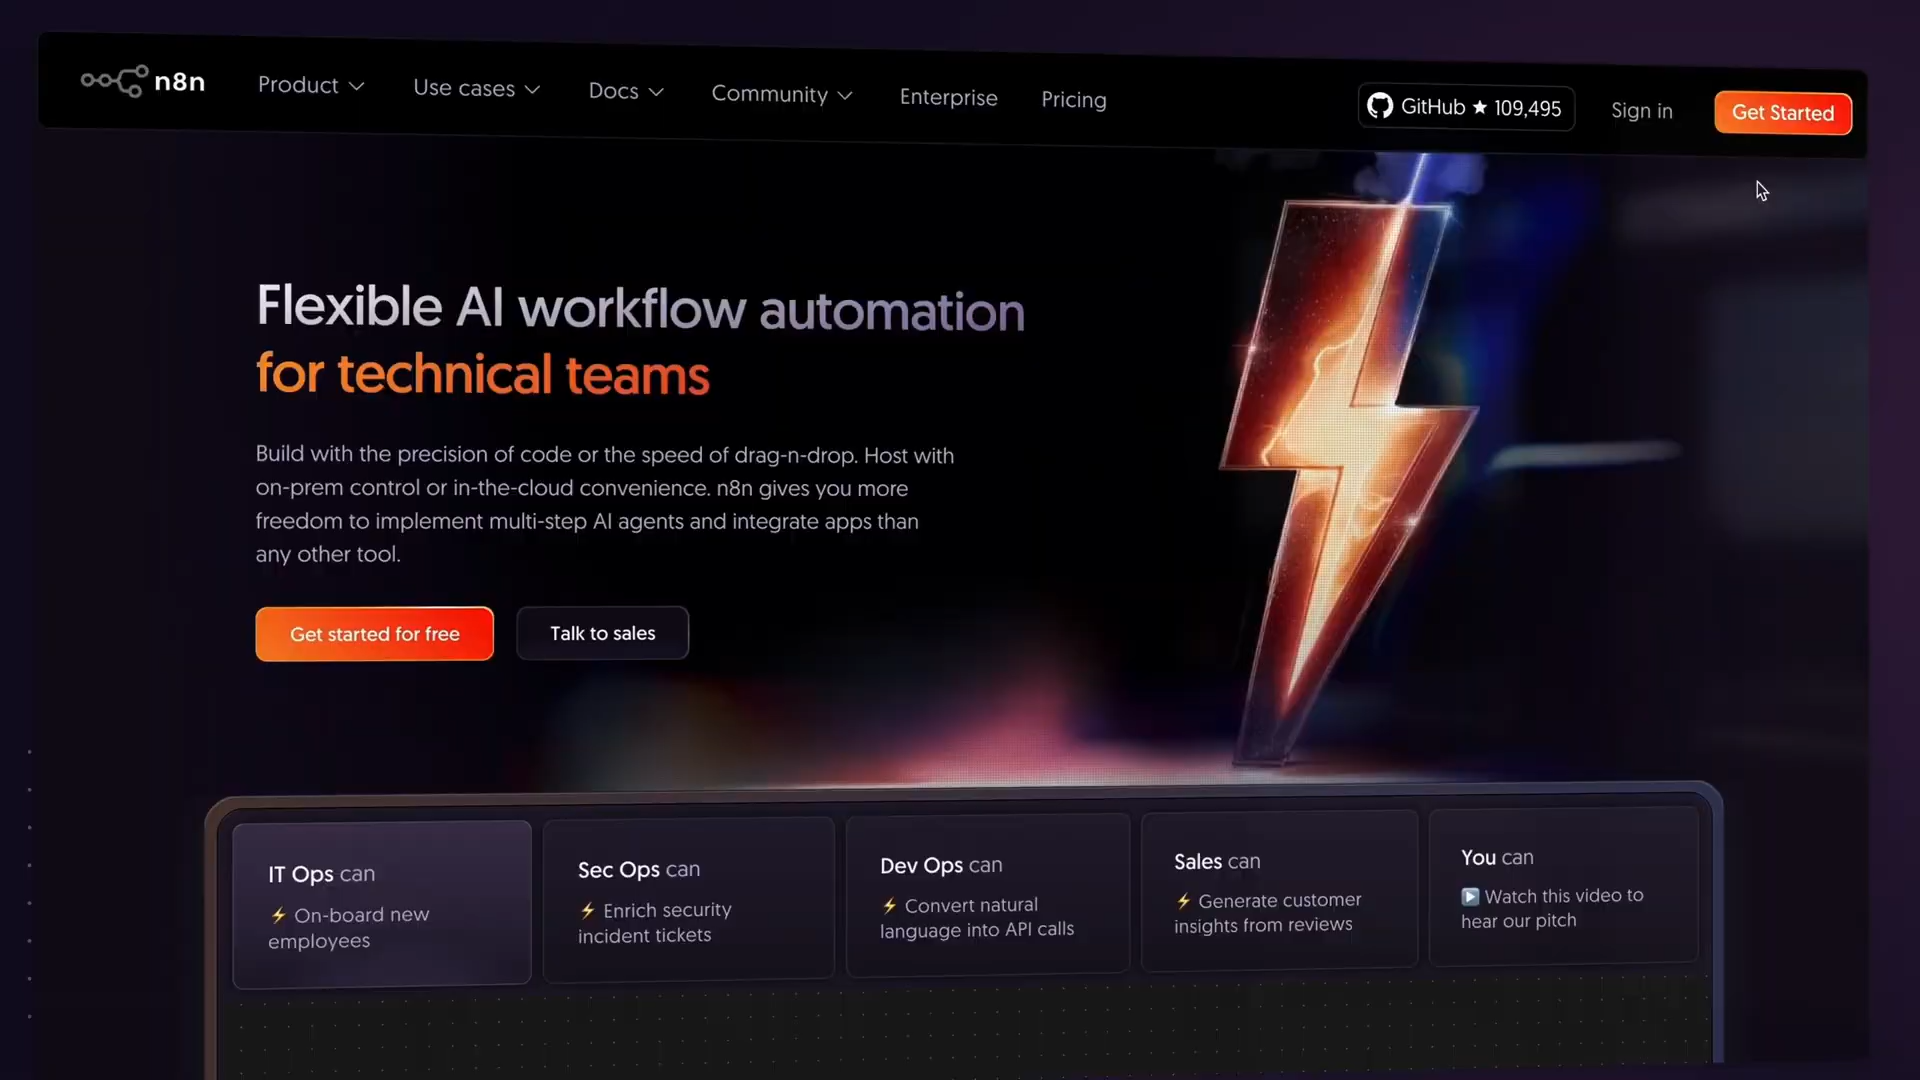 n8n
Product
Use cases
Docs
Community
Enterprise
Pricing
GitHub ★ 109,495
Sign in
Get Started
Flexible AI workflow automation
for technical teams
Build with the precision of code or the speed of drag-n-drop. Host with
on-prem control or in-the-cloud convenience. n8n gives you more
freedom to implement multi-step AI agents and integrate apps than
any other tool.
Get started for free
Talk to sales
IT Ops can
⚡ On-board new
employees
Sec Ops can
⚡ Enrich security
incident tickets
Dev Ops can
⚡ Convert natural
language into API calls
Sales can
⚡ Generate customer
insights from reviews
You can
▶️ Watch this video to
hear our pitch